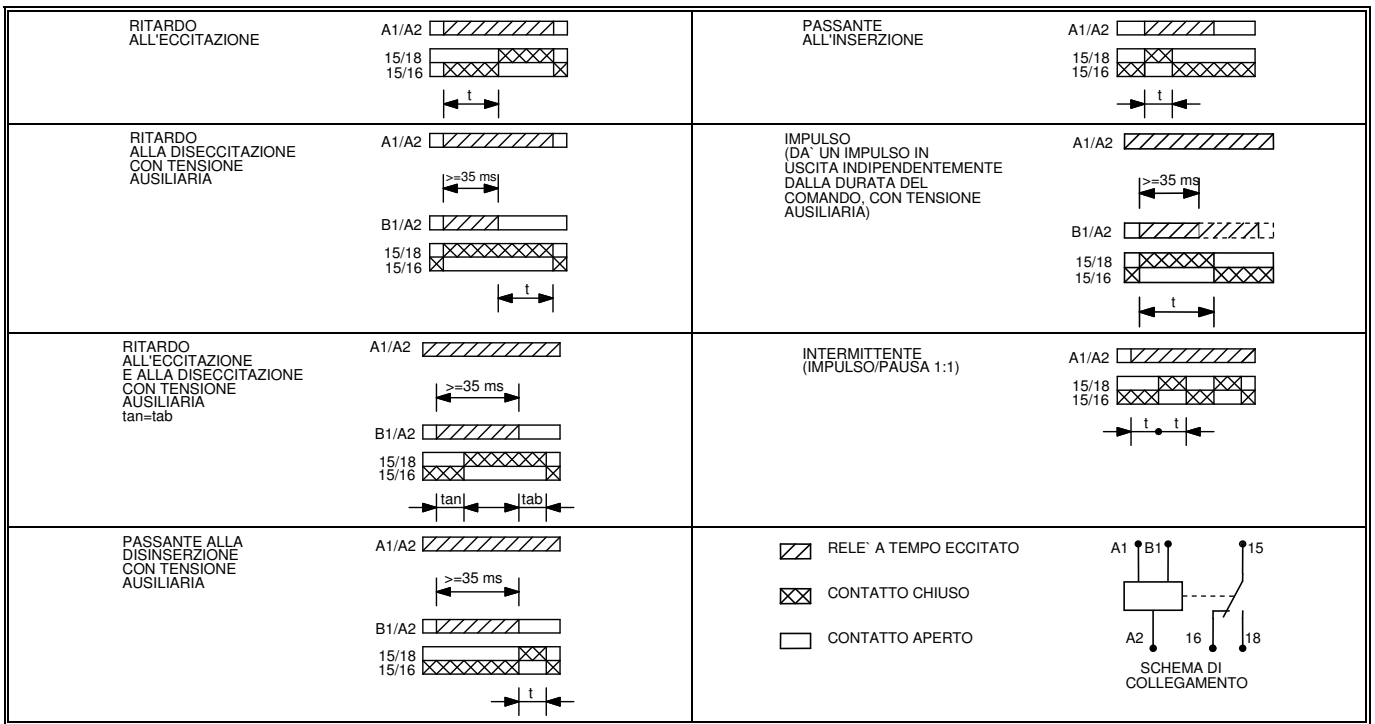 RITARDO
ALL'ECCITAZIONE
A1/A2
15/18
15/16
t
PASSANTE
ALL'INSERZIONE
A1/A2
15/18
15/16
t
RITARDO
ALLA DISECCITAZIONE
CON TENSIONE
AUSILIARIA
A1/A2
>=35 ms
B1/A2
15/18
15/16
t
IMPULSO
(DA` UN IMPULSO IN
USCITA INDIPENDENTEMENTE
DALLA DURATA DEL
COMANDO, CON TENSIONE
AUSILIARIA)
A1/A2
>=35 ms
B1/A2
15/18
15/16
t
RITARDO
ALL'ECCITAZIONE
E ALLA DISECCITAZIONE
CON TENSIONE
AUSILIARIA
tan=tab
A1/A2
>=35 ms
B1/A2
15/18
15/16
tan tab
INTERMITTENTE
(IMPULSO/PAUSA 1:1)
A1/A2
15/18
15/16
t t
PASSANTE ALLA
DISINSERZIONE
CON TENSIONE
AUSILIARIA
A1/A2
>=35 ms
B1/A2
15/18
15/16
t
RELE` A TEMPO ECCITATO
CONTATTO CHIUSO
CONTATTO APERTO
A1 B1 15
A2 16 18
SCHEMA DI
COLLEGAMENTO